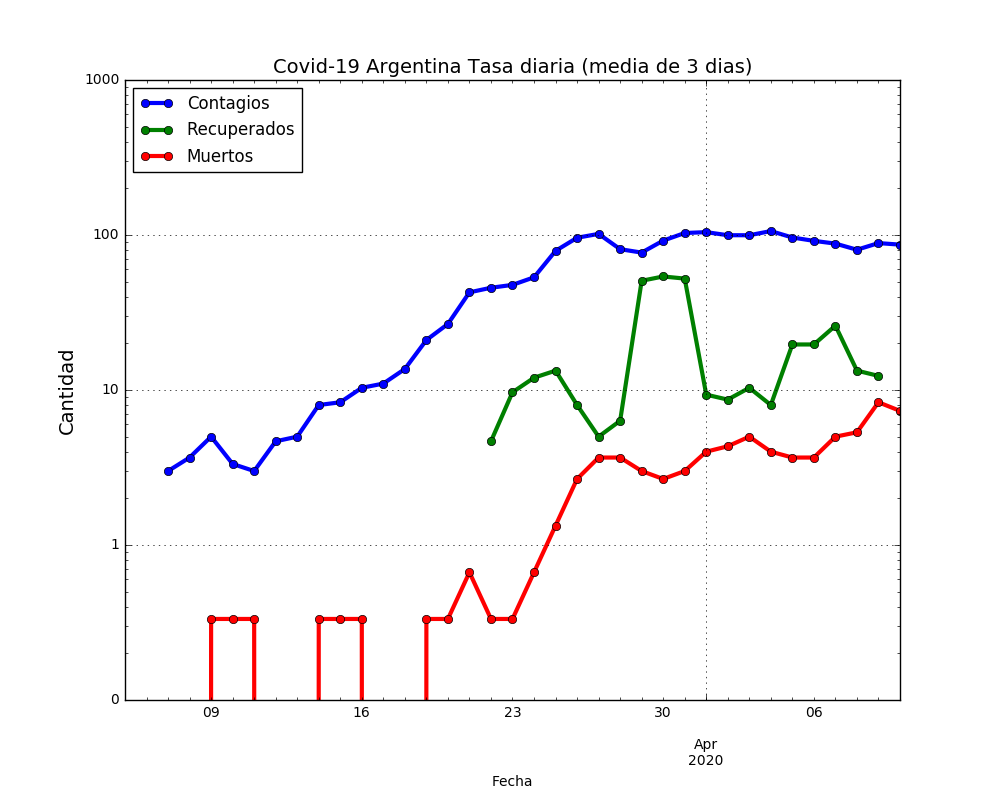 Covid-19 Argentina Tasa diaria (media de 3 dias)
1000
Contagios
Recuperados
Muertos
100
10
1
0
Cantidad
09
16
23
30
06
Apr
2020
Fecha